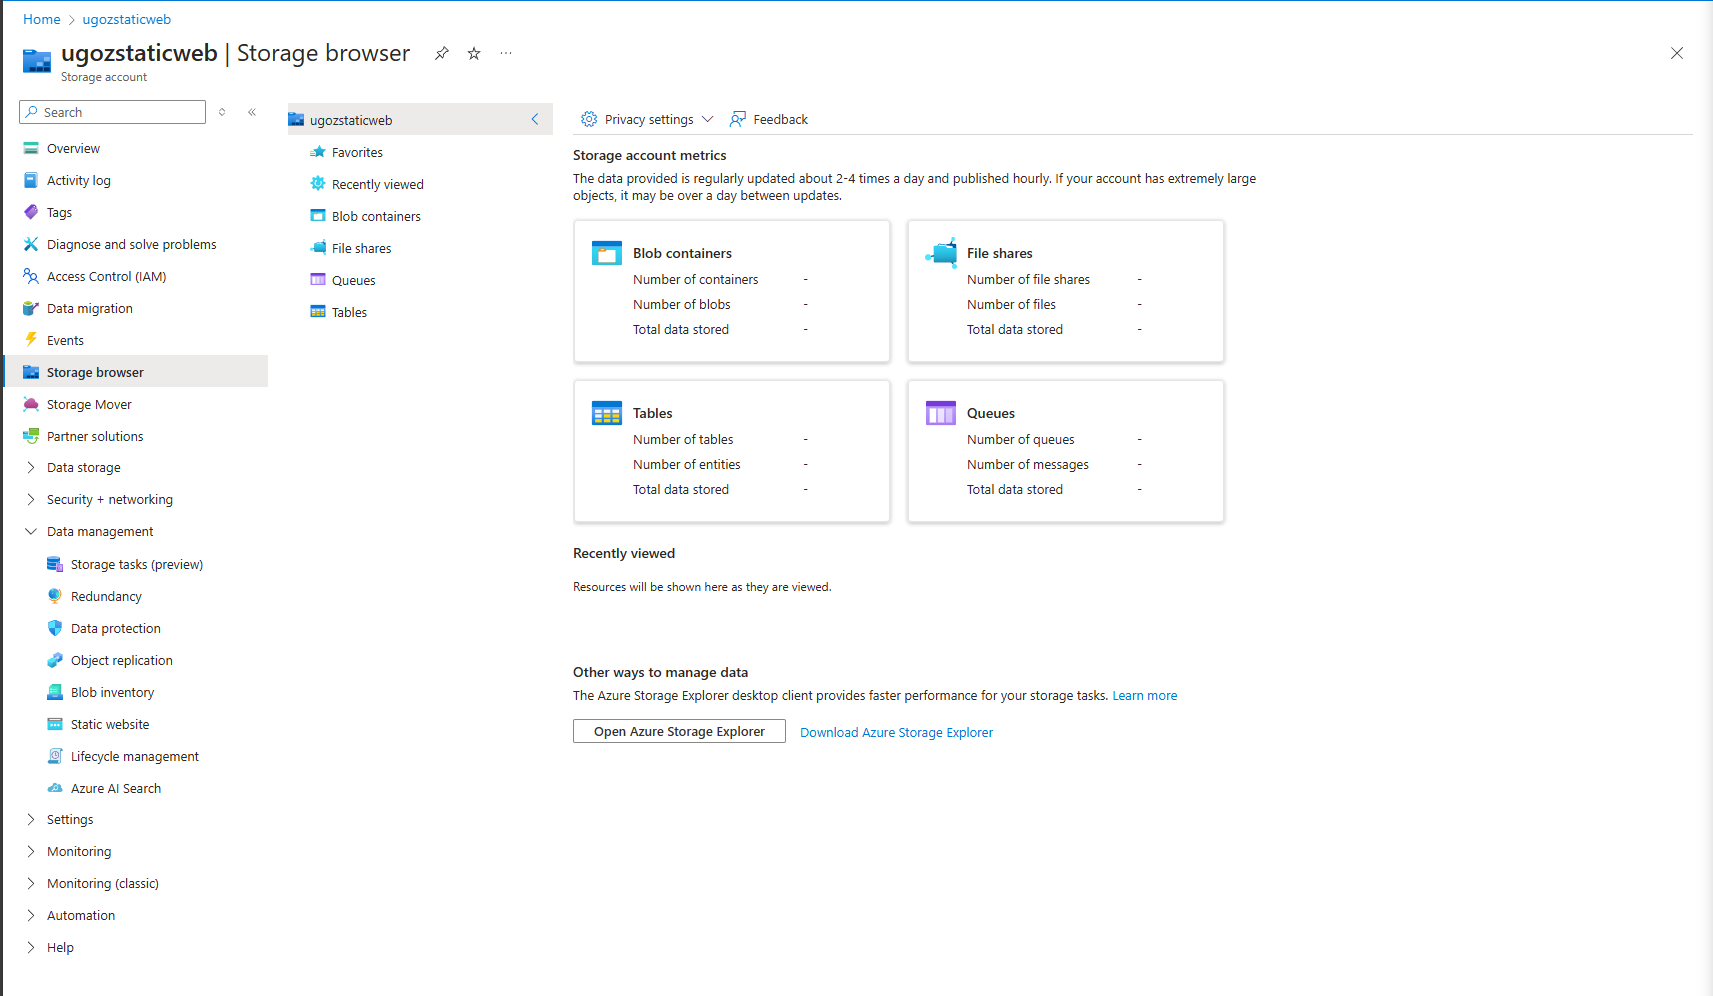 Home > ugozstaticweb
ugozstaticweb | Storage browser
Storage account
Search
Overview
Activity log
Tags
Diagnose and solve problems
Access Control (IAM)
Data migration
Events
Storage browser
Storage Mover
Partner solutions
Data storage
Security + networking
Data management
Storage tasks (preview)
Redundancy
Data protection
Object replication
Blob inventory
Static website
Lifecycle management
Azure AI Search
Settings
Monitoring
Monitoring (classic)
Automation
Help
ugozstaticweb
Favorites
Recently viewed
Blob containers
File shares
Queues
Tables
Privacy settings
Feedback
Storage account metrics
The data provided is regularly updated about 2-4 times a day and published hourly. If your account has extremely large
objects, it may be over a day between updates.
Blob containers
Number of containers -
Number of blobs -
Total data stored -
File shares
Number of file shares -
Number of files -
Total data stored -
Tables
Number of tables -
Number of entities -
Total data stored -
Queues
Number of queues -
Number of messages -
Total data stored -
Recently viewed
Resources will be shown here as they are viewed.
Other ways to manage data
The Azure Storage Explorer desktop client provides faster performance for your storage tasks. Learn more
Open Azure Storage Explorer
Download Azure Storage Explorer